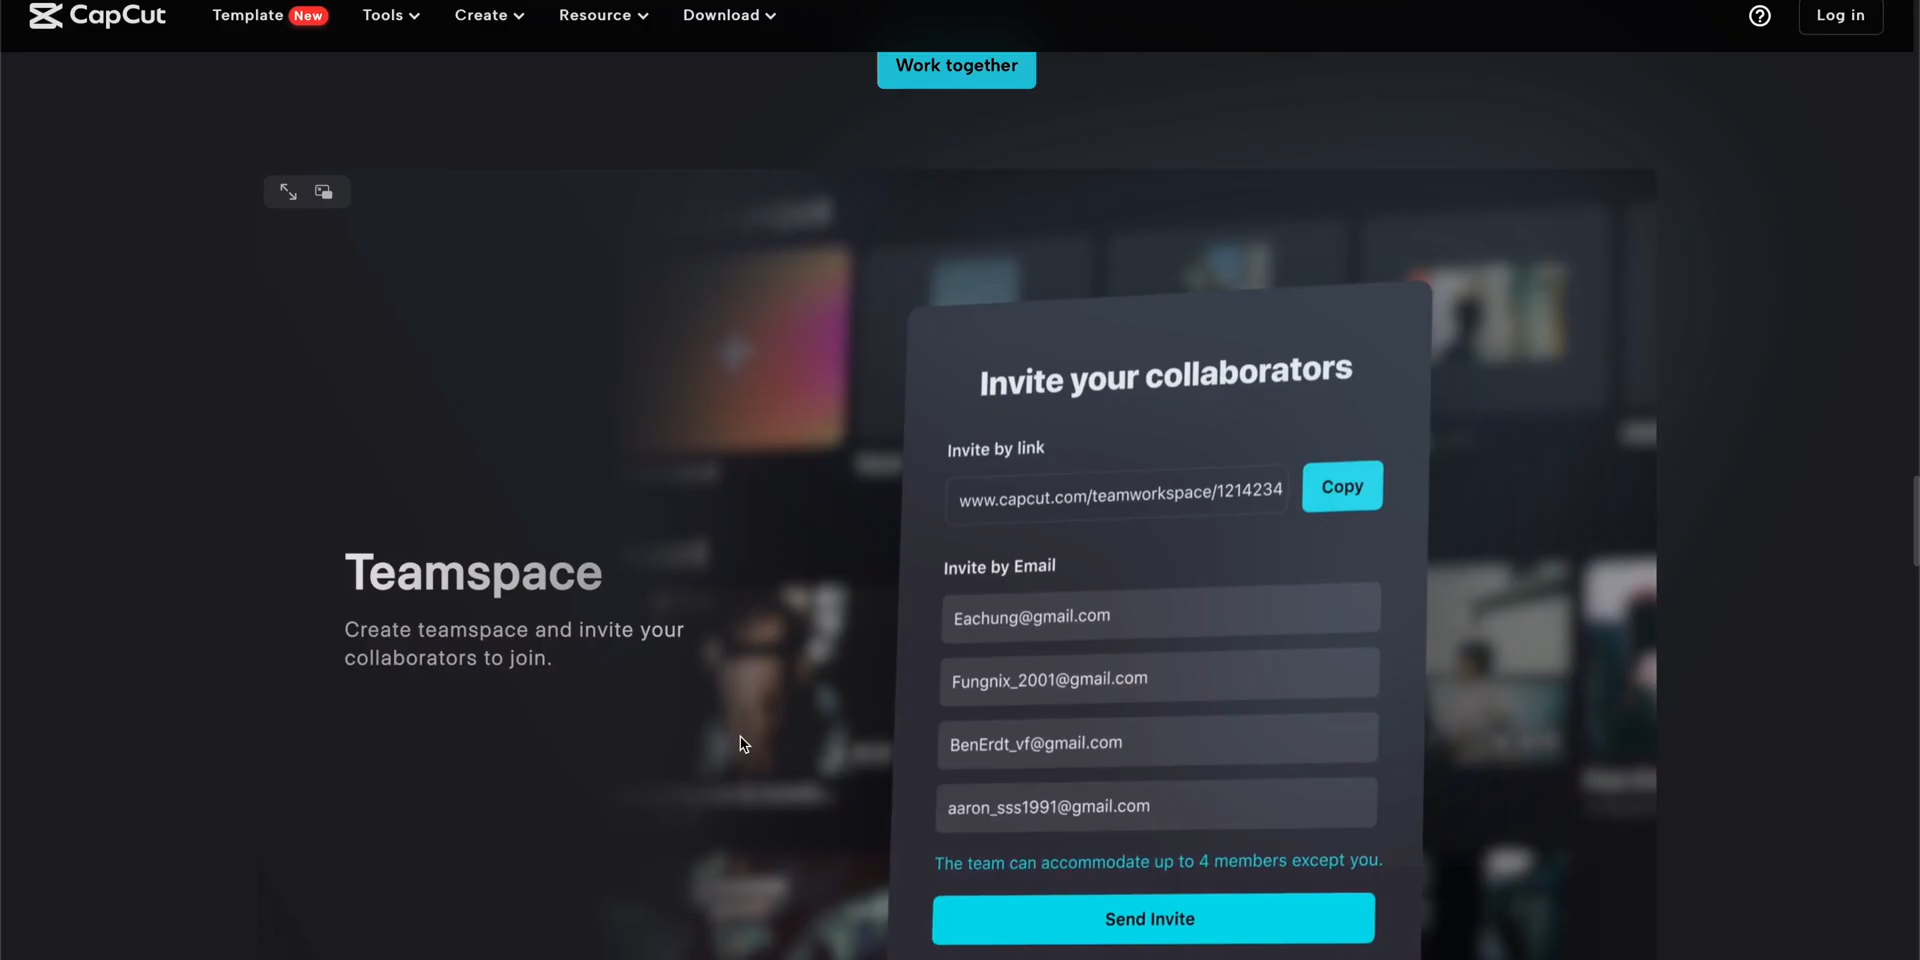 CapCut
Template New
Tools
Create
Resource
Download
Log in
Work together
Invite your collaborators
Invite by link
www.capcut.com/teamworkspace/1214234
Copy
Invite by Email
Eachung@gmail.com
Fungnix_2001@gmail.com
BenErdt_vf@gmail.com
aaron_sss1991@gmail.com
The team can accommodate up to 4 members except you.
Send Invite
Teamspace
Create teamspace and invite your
collaborators to join.